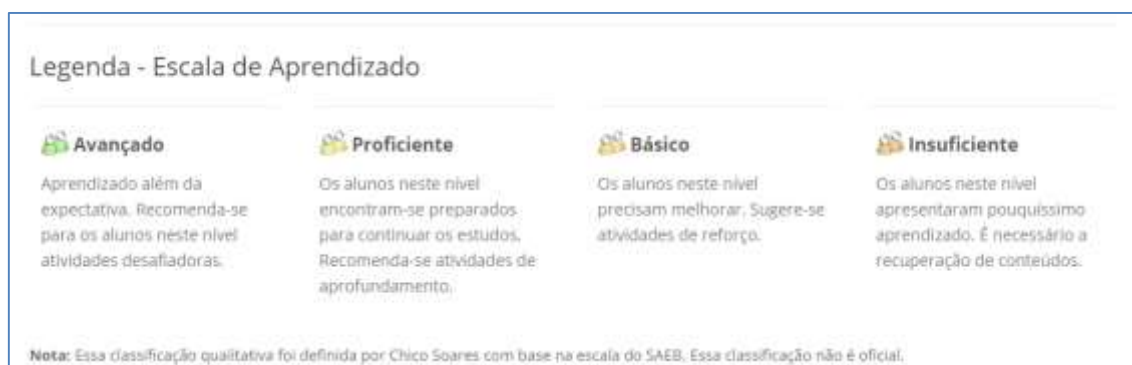 Legenda - Escala de Aprendizado
Avançado
Aprendizado além da
expectativa. Recomenda-se
para os alunos neste nível
atividades desafiadoras.
Proficiente
Os alunos neste nível
encontram-se preparados
para continuar os estudos.
Recomenda-se atividades de
aprofundamento.
Básico
Os alunos neste nível
precisam melhorar. Sugere-se
atividades de reforço.
Insuficiente
Os alunos neste nível
apresentaram pouquíssimo
aprendizado. É necessário a
recuperação de conteúdos.
Nota: Essa classificação qualitativa foi definida por Chico Soares com base na escala do SAEB. Essa classificação não é oficial.